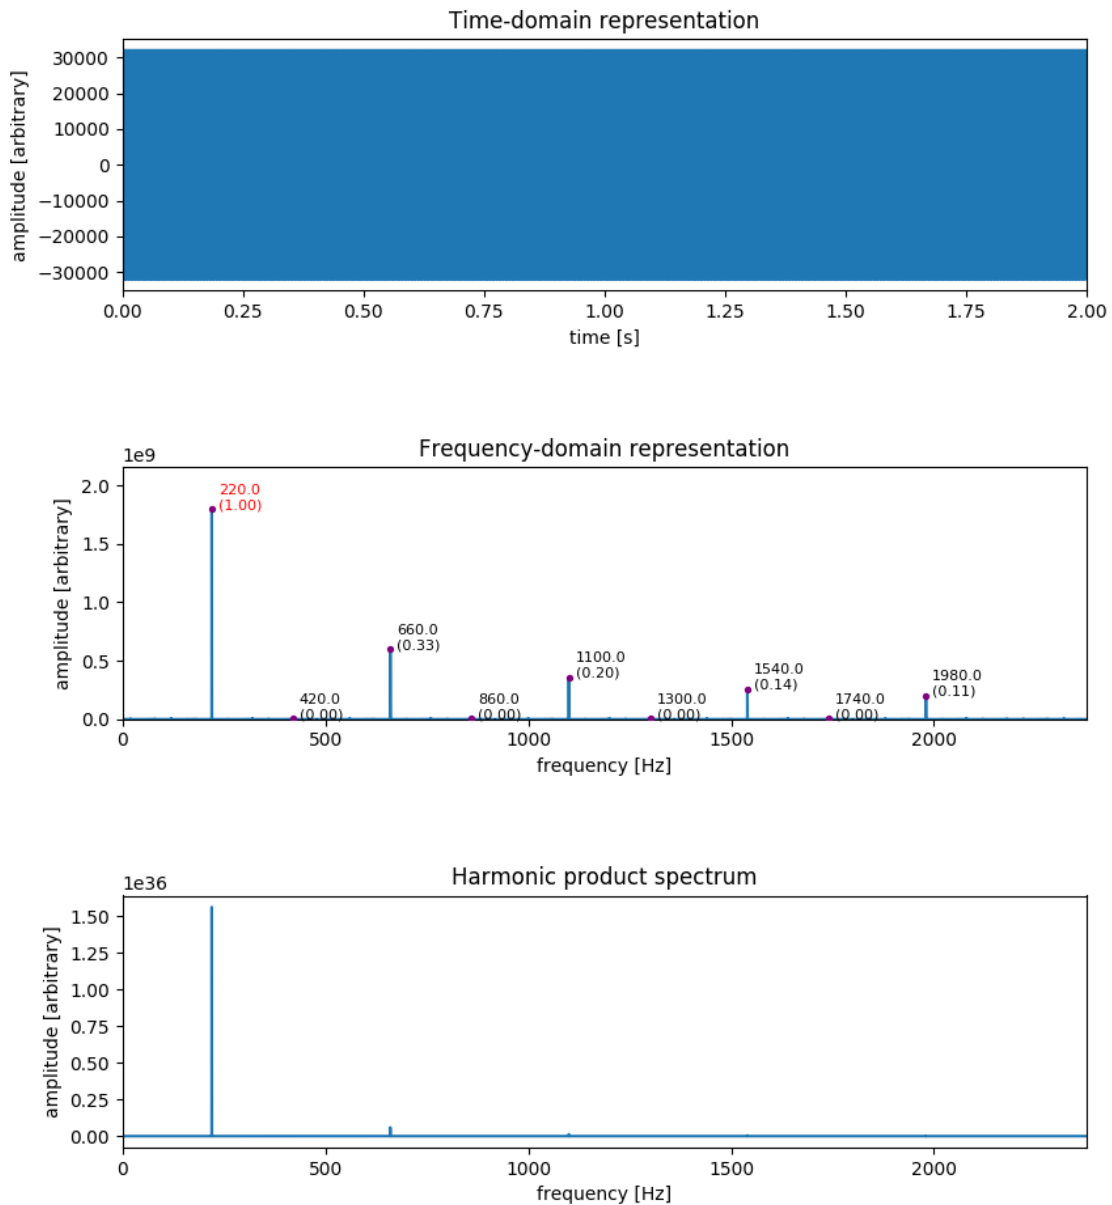 Time-domain representation
30000
20000
10000
0
−10000
−20000
−30000
amplitude [arbitrary]
0.00 0.25 0.50 0.75 1.00 1.25 1.50 1.75 2.00
time [s]
Frequency-domain representation
1e9
2.0
1.5
1.0
0.5
0.0
amplitude [arbitrary]
220.0
(1.00)
420.0
(0.00)
660.0
(0.33)
860.0
(0.00)
1100.0
(0.20)
1300.0
(0.00)
1540.0
(0.14)
1740.0
(0.00)
1980.0
(0.11)
0 500 1000 1500 2000
frequency [Hz]
Harmonic product spectrum
1e36
1.50
1.25
1.00
0.75
0.50
0.25
0.00
amplitude [arbitrary]
0 500 1000 1500 2000
frequency [Hz]